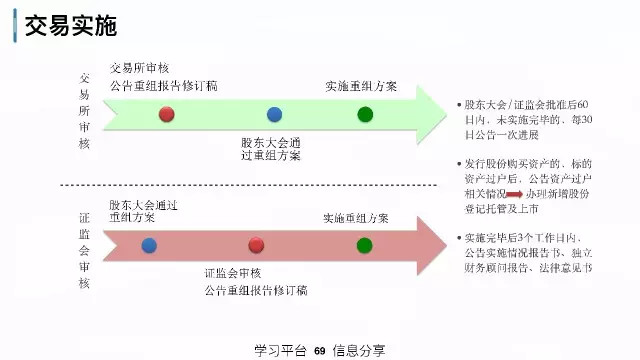 交易实施
交易所审核
交易所审核
公告重组报告修订稿
实施重组方案
股东大会通
过重组方案
• 股东大会/证监会批准后60
日内，未实施完毕的，每30
日公告一次进展
• 发行股份购买资产的，标的
资产过户后，公告资产过户
相关情况 办理新增股份
登记托管及上市
• 实施完毕后3个工作日内，
公告实施情况报告书、独立
财务顾问报告、法律意见书
证监会审核
股东大会通过
重组方案
实施重组方案
证监会审核
公告重组报告修订稿
学习平台 69 信息分享